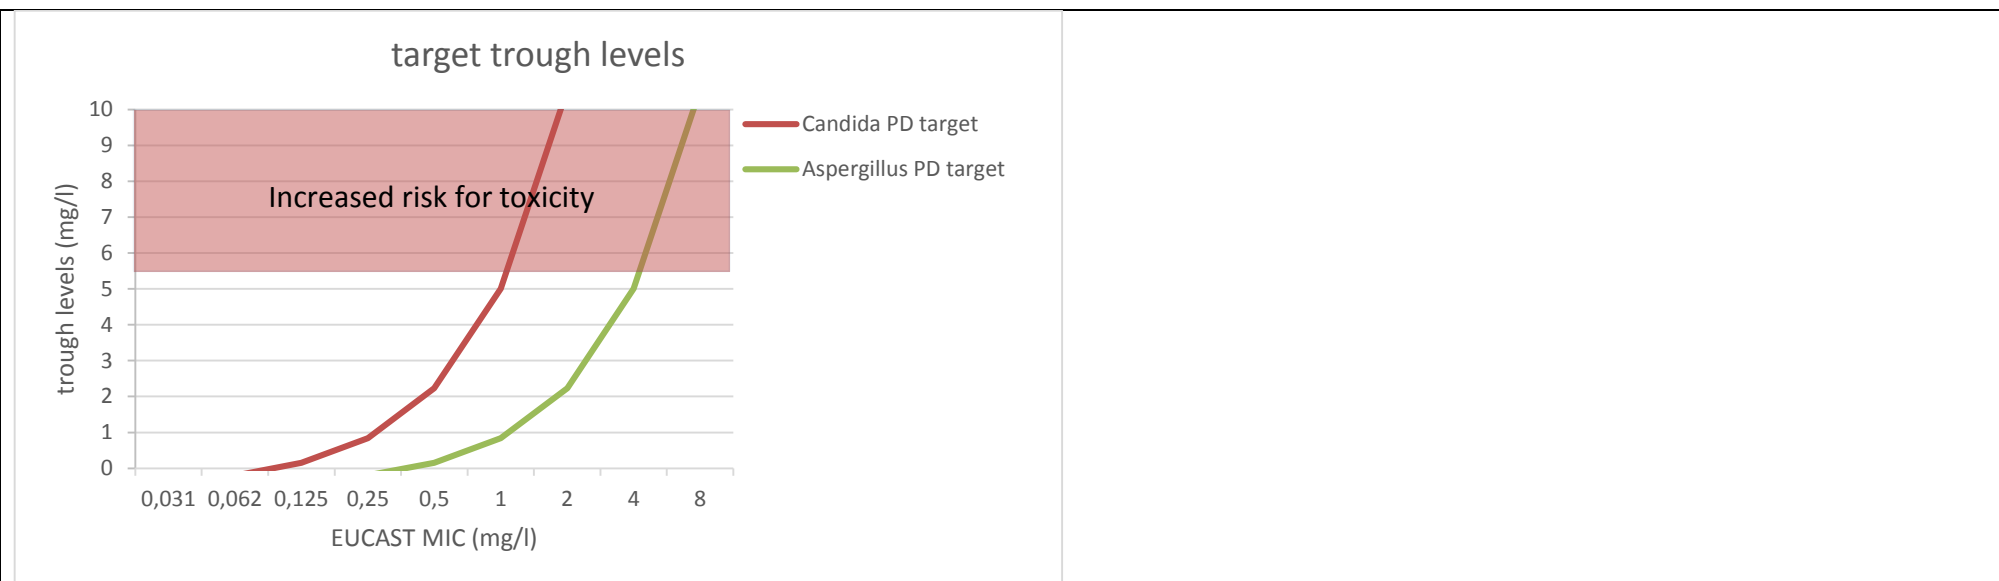 target trough levels
10
9
8
7
6
5
4
3
2
1
0
trough levels (mg/l)
Increased risk for toxicity
Candida PD target
Aspergillus PD target
0,031 0,062 0,125 0,25 0,5 1 2 4 8
EUCAST MIC (mg/l)